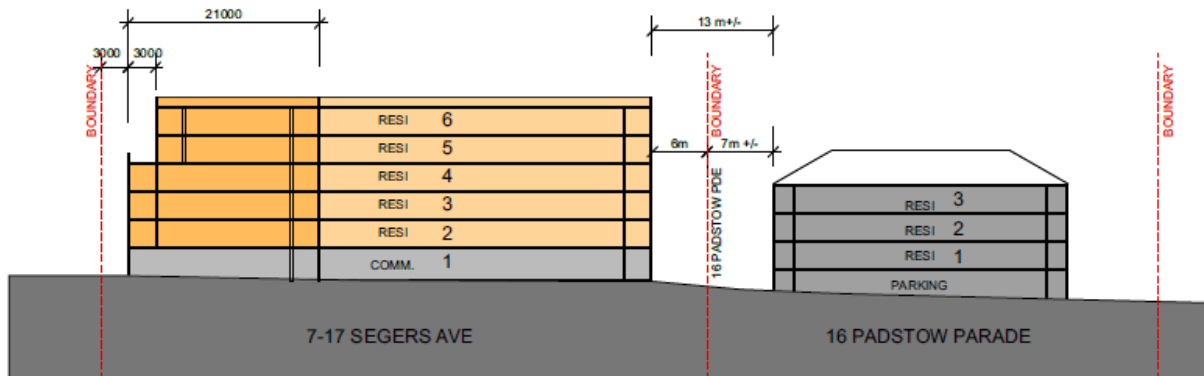 21000
13 m+/-
3000 3000
BOUNDARY
BOUNDARY
BOUNDARY
RESI 6
RESI 5
RESI 4
RESI 3
RESI 2
COMM. 1
6m
7m +/-
16 PADSTOW PDE
RESI 3
RESI 2
RESI 1
PARKING
7-17 SEGERS AVE
16 PADSTOW PARADE